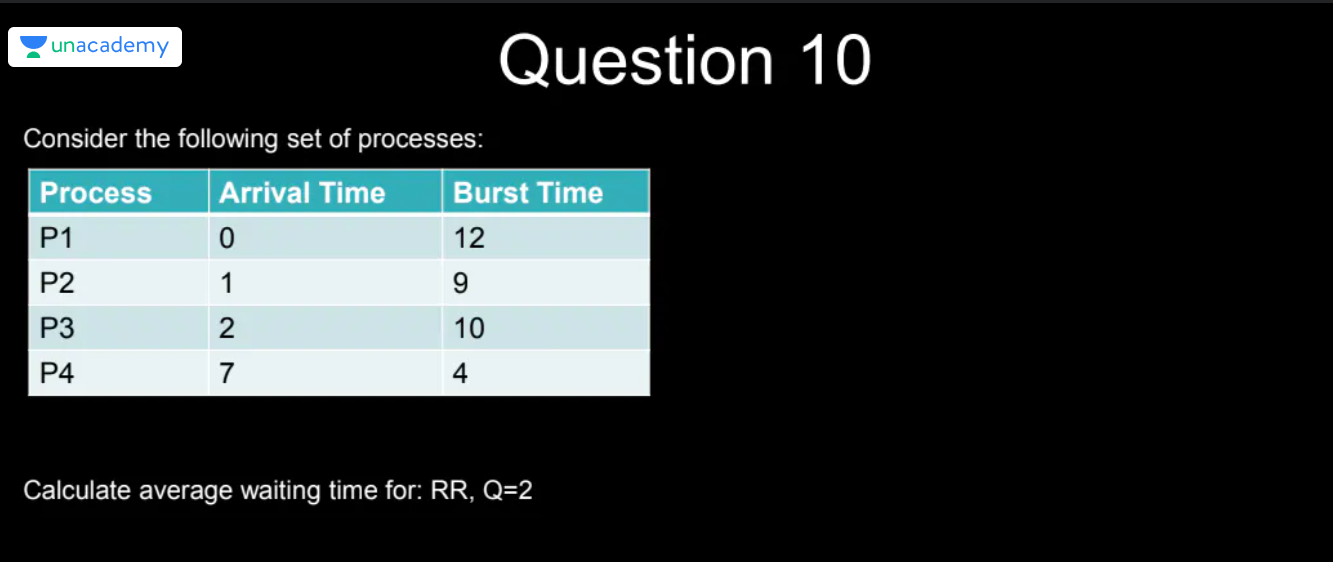 unacademy
Question 10
Consider the following set of processes:
Process Arrival Time Burst Time
P1 0 12
P2 1 9
P3 2 10
P4 7 4
Calculate average waiting time for: RR, Q=2